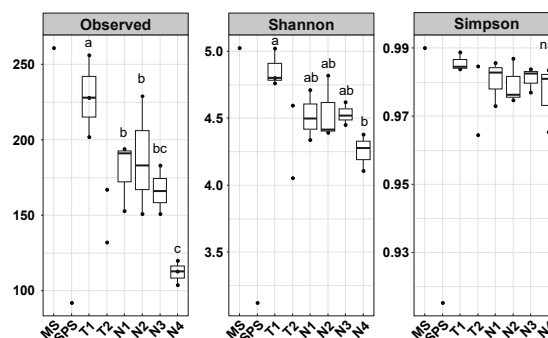 Observed
Shannon
Simpson
250
200
150
100
a
b
b
bc
c
5.0
4.5
4.0
3.5
a
ab
ab
ab
b
0.99
0.97
0.95
0.93
MS SPS T1 T2 N1 N2 N3 N4
MS SPS T1 T2 N1 N2 N3 N4
MS SPS T1 T2 N1 N2 N3 N4